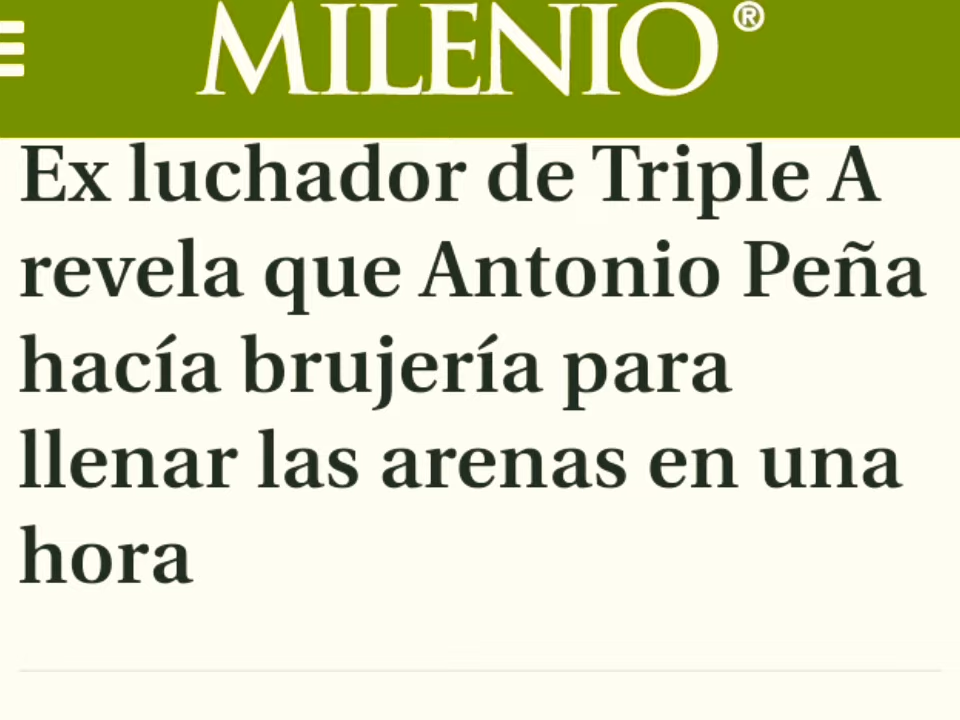 MILENIO®
Ex luchador de Triple A
revela que Antonio Peña
hacía brujería para
llenar las arenas en una
hora